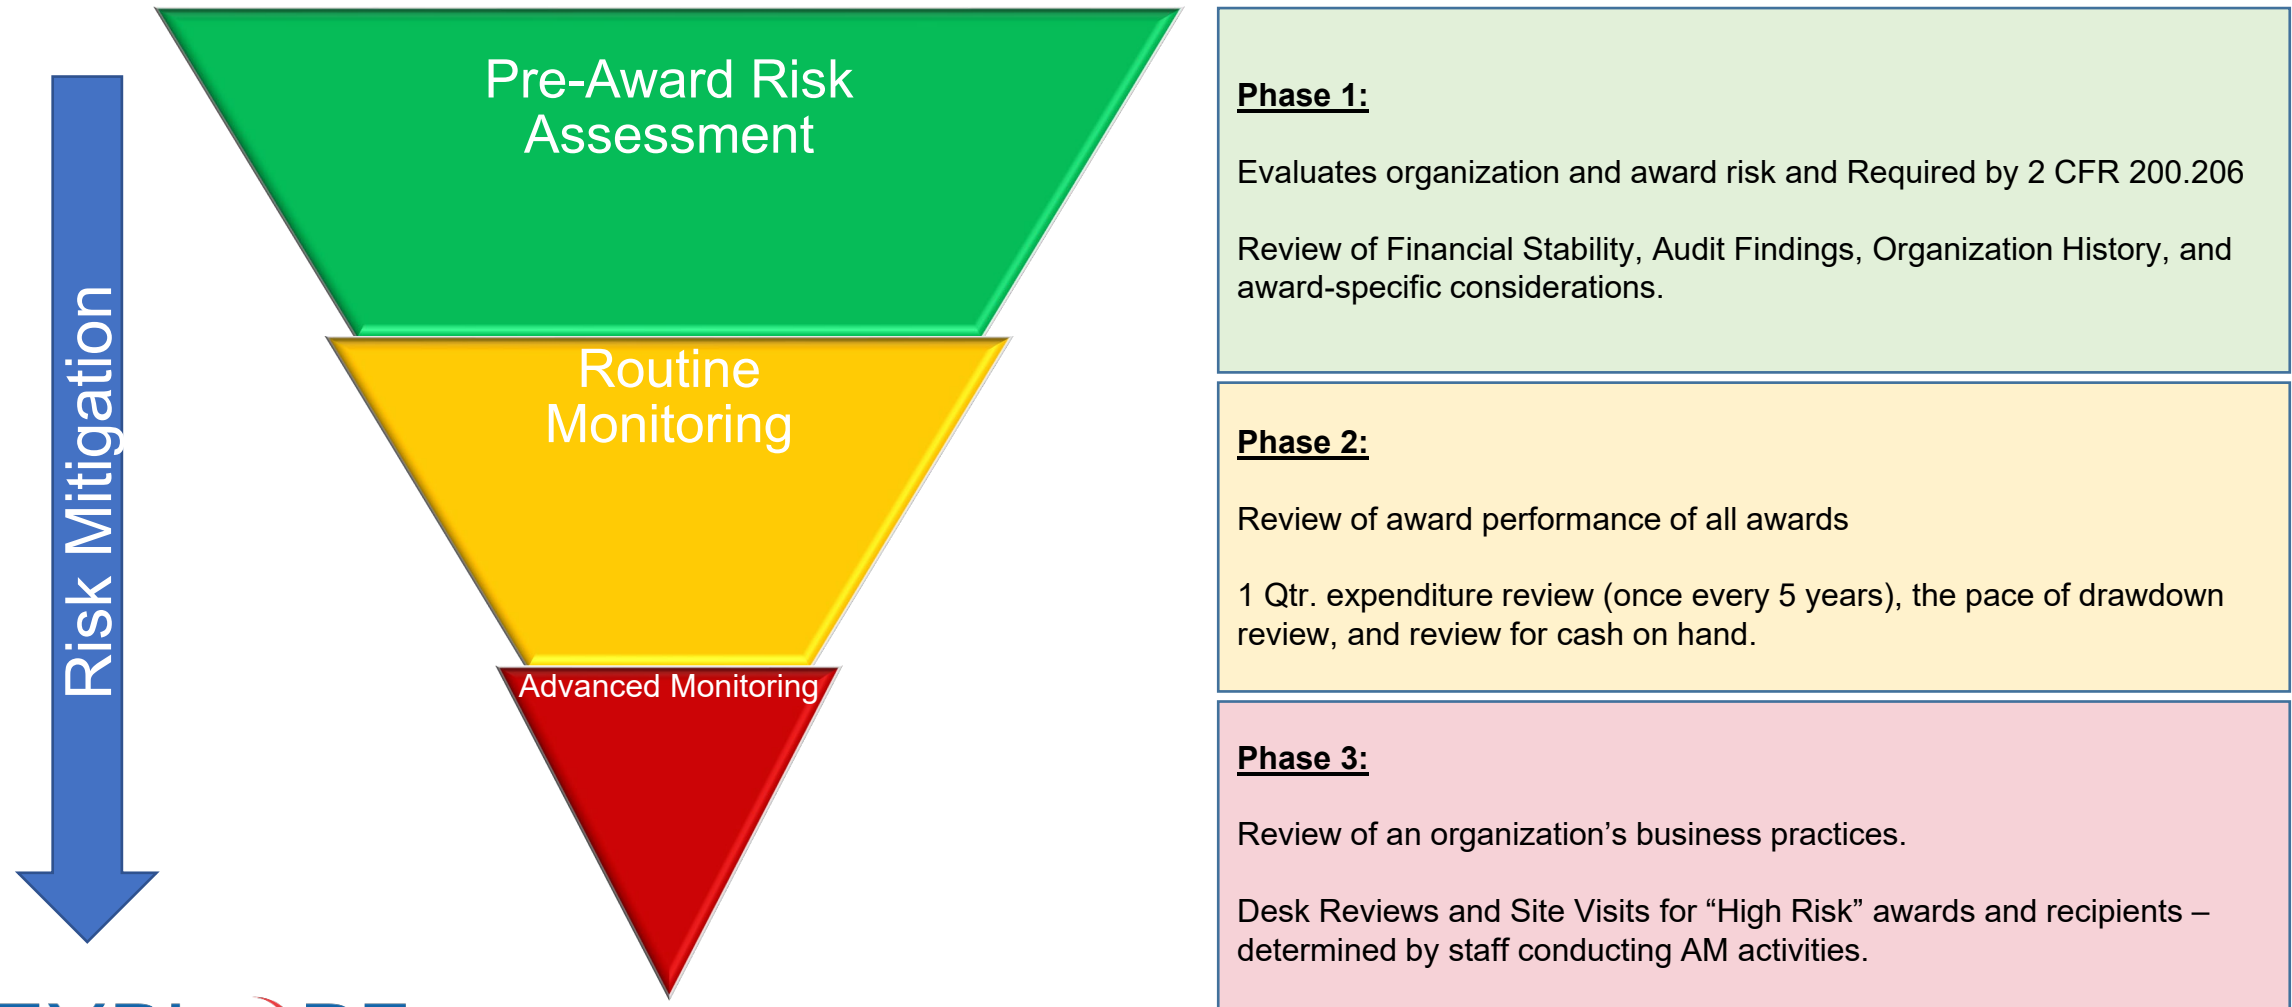 Risk Mitigation
Pre-Award Risk
Assessment
Routine
Monitoring
Advanced Monitoring
Phase 1:
Evaluates organization and award risk and Required by 2 CFR 200.206
Review of Financial Stability, Audit Findings, Organization History, and
award-specific considerations.
Phase 2:
Review of award performance of all awards
1 Qtr. expenditure review (once every 5 years), the pace of drawdown
review, and review for cash on hand.
Phase 3:
Review of an organization’s business practices.
Desk Reviews and Site Visits for “High Risk” awards and recipients –
determined by staff conducting AM activities.